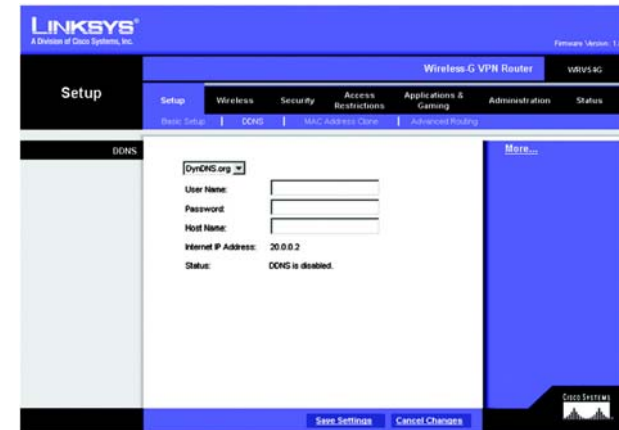 LINKSYS®
A Division of Cisco Systems, Inc.
Firmware Version: 1.
Wireless-G VPN Router WRV54G
Setup
Setup Wireless Security Access Restrictions Applications & Gaming Administration Status
Basic Setup | DDNS | MAC Address Clone | Advanced Routing
DDNS
More...
DynDNS.org
User Name:
Password:
Host Name:
Internet IP Address: 20.0.0.2
Status: DDNS is disabled.
Save Settings Cancel Changes
CISCO SYSTEMS